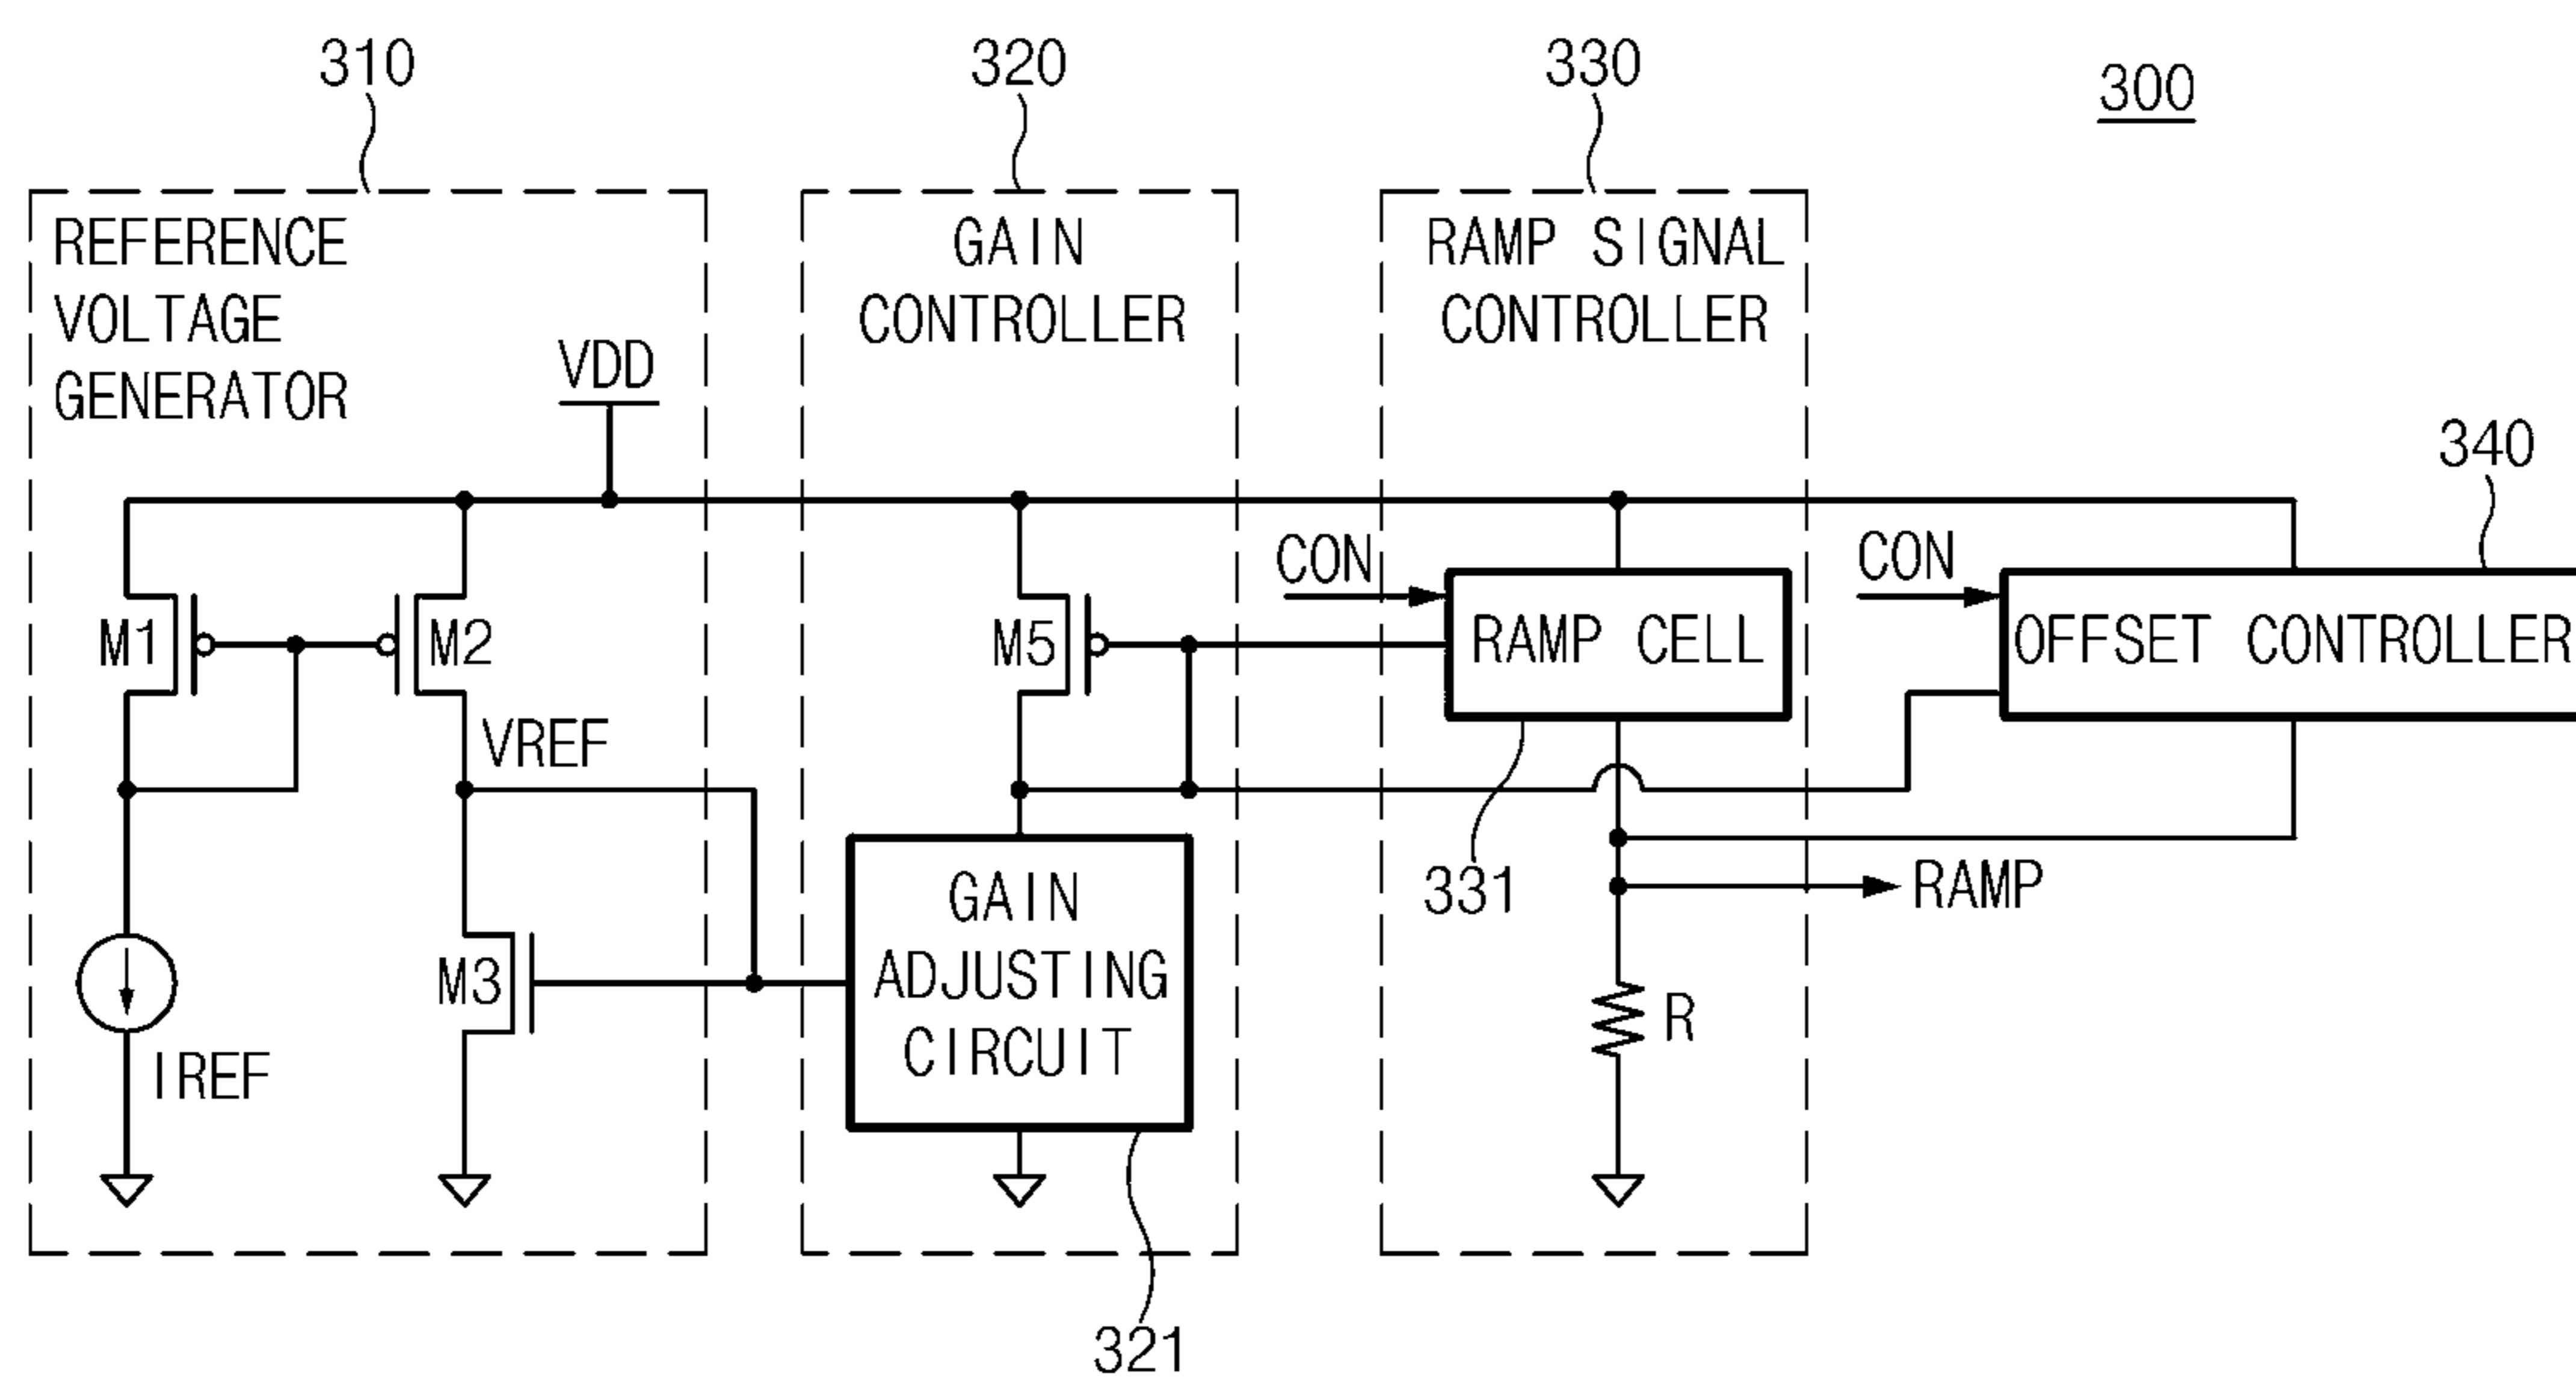 310
320
330
300
REFERENCE
VOLTAGE
GENERATOR
VDD
GAIN
CONTROLLER
RAMP SIGNAL
CONTROLLER
340
CON
CON
M1
M2
M5
RAMP CELL
OFFSET CONTROLLER
VREF
331
RAMP
GAIN
ADJUSTING
CIRCUIT
M3
R
IREF
321